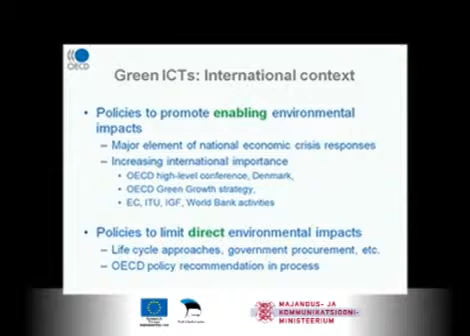 OECD
Green ICTs: International context
• Policies to promote enabling environmental
impacts
– Major element of national economic crisis responses
– Increasing international importance
• OECD high-level conference, Denmark,
• OECD Green Growth strategy,
• EC, ITU, IGF, World Bank activities
• Policies to limit direct environmental impacts
– Life cycle approaches, government procurement, etc.
– OECD policy recommendation in process
MAJANDUS- JA
KOMMUNIKATSIOONI-
MINISTEERIUM